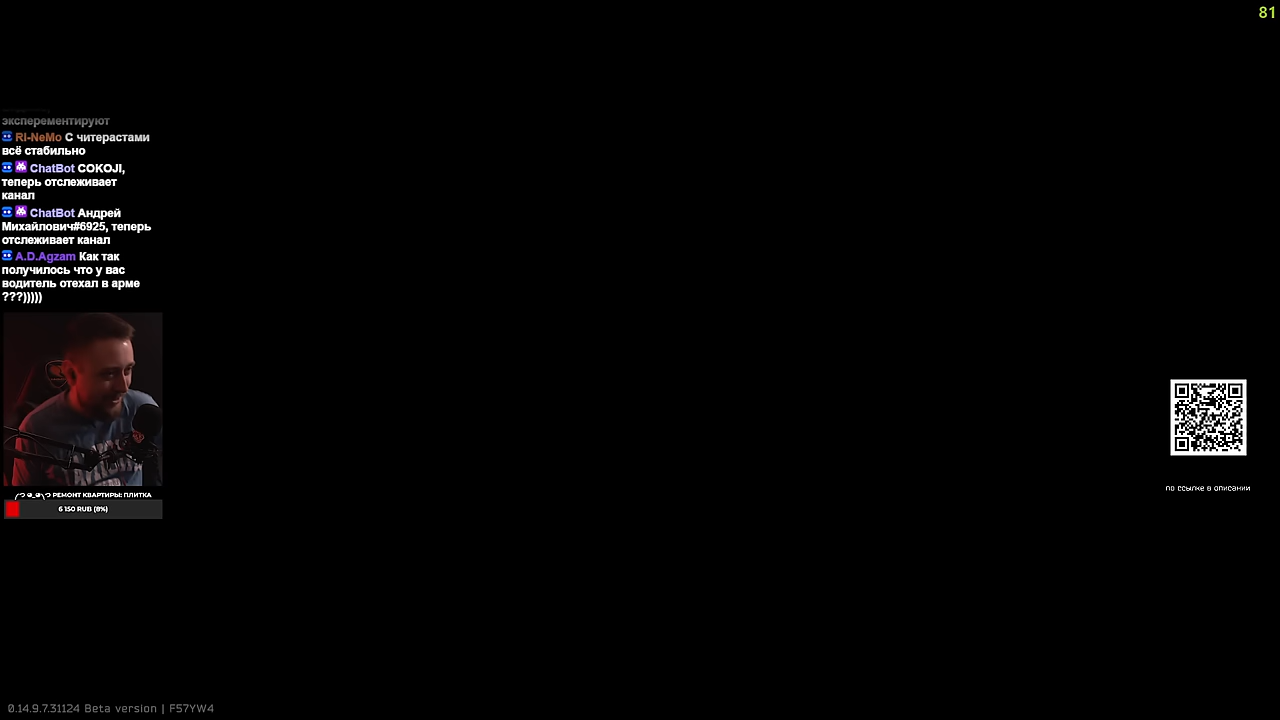 81
эксперементируют
RI-NeMo С читерастами
всё стабильно
ChatBot COKOJI,
теперь отслеживает
канал
ChatBot Андрей
Михайлович#6925, теперь
отслеживает канал
A.D.Agzam Как так
получилось что у вас
водитель отехал в арме
???)))))
РЕМОНТ КВАРТИРЫ: ПЛИТКА
6 150 RUB (8%)
по ссылке в описании
0.14.9.7.31124 Beta version | F57YW4